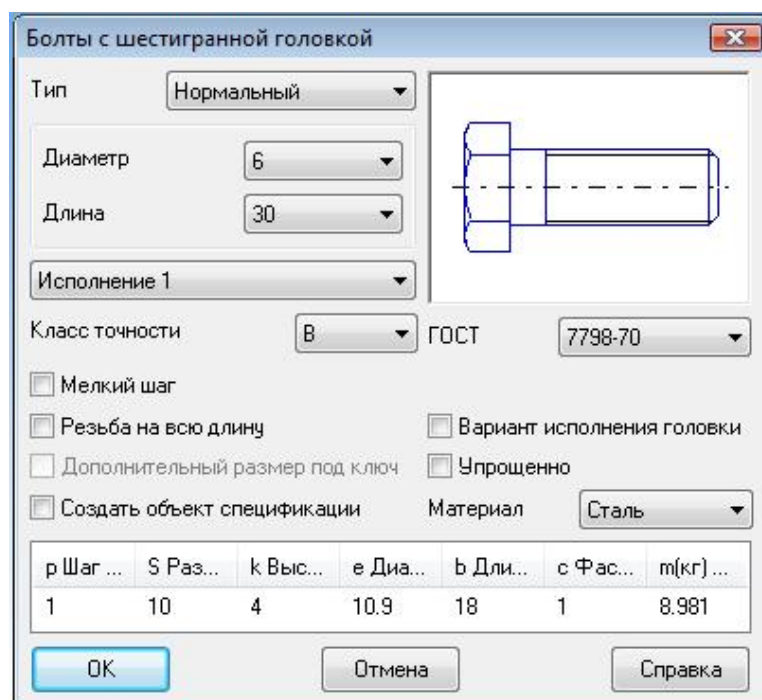 Болты с шестигранной головкой
Тип Нормальный
Диаметр 6
Длина 30
Исполнение 1
Класс точности B ГОСТ 7798-70
Мелкий шаг
Резьба на всю длину Вариант исполнения головки
Дополнительный размер под ключ Упрощенно
Создать объект спецификации Материал Сталь
p Шаг ... S Раз... k Выс... e Диа... b Дли... c Фас... m(кг) ...
1 10 4 10.9 18 1 8.981
OK Отмена Справка